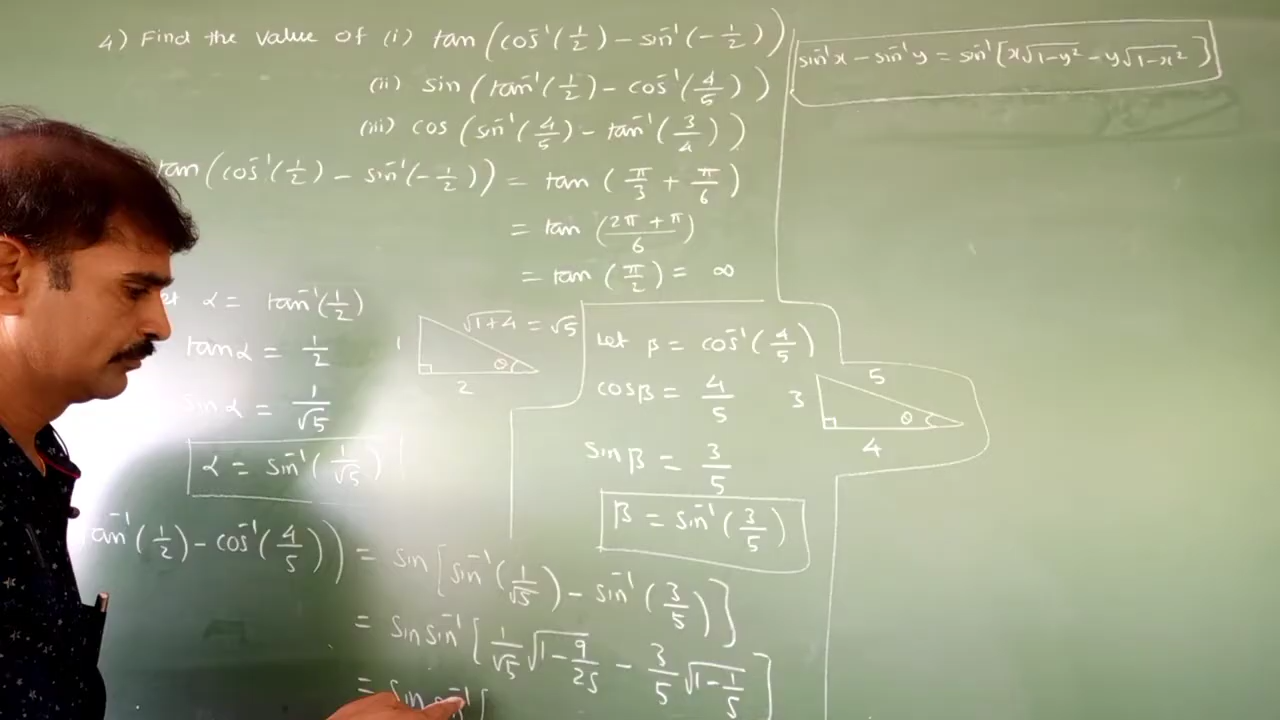 4) Find the value of (i) tan (cos⁻¹(1/2) − sin⁻¹(−1/2))
(ii) sin (tan⁻¹(1/2) − cos⁻¹(4/5))
(iii) cos (sin⁻¹(4/5) − tan⁻¹(3/4))
sin⁻¹x − sin⁻¹y = sin⁻¹[x√1−y² − y√1−x²]
tan (cos⁻¹(1/2) − sin⁻¹(−1/2)) = tan (π/3 + π/6)
= tan (2π + π/6)
= tan (π/2) = ∞
α = tan⁻¹(1/2)
tanα = 1/2
sinα = 1/√5
α = sin⁻¹(1/√5)
√1+4 = √5
1
θ
2
Let β = cos⁻¹(4/5)
cosβ = 4/5
sinβ = 3/5
β = sin⁻¹(3/5)
5
3
θ
4
tan⁻¹(1/2) − cos⁻¹(4/5)) = sin [sin⁻¹(1/√5) − sin⁻¹(3/5)]
= sin sin⁻¹ [1/√5 √1−9/25 − 3/5 √1−1/5]
= sin sin⁻¹[